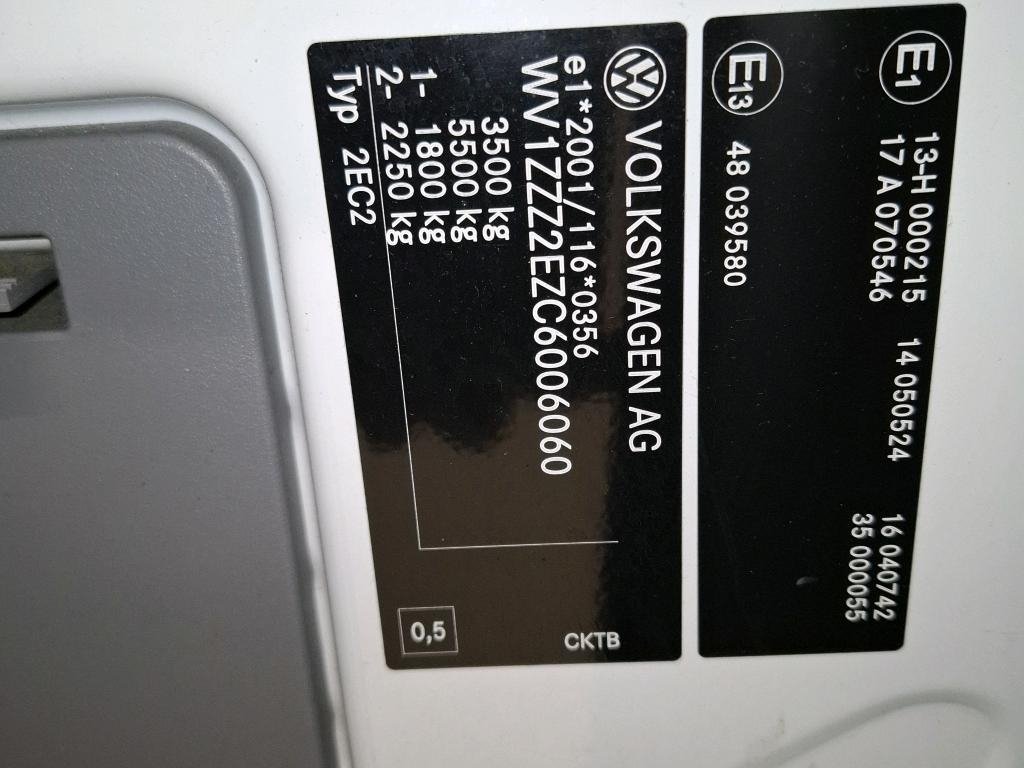 E1 13-H 000215 14 050524 16 040742
17 A 070546 35 000055
E13 48 039580
VOLKSWAGEN AG
e1*2001/116*0356
WV1ZZZ2EZC6006060
3500 kg
5500 kg
1- 1800 kg
2- 2250 kg
Typ 2EC2
CKTB
0,5